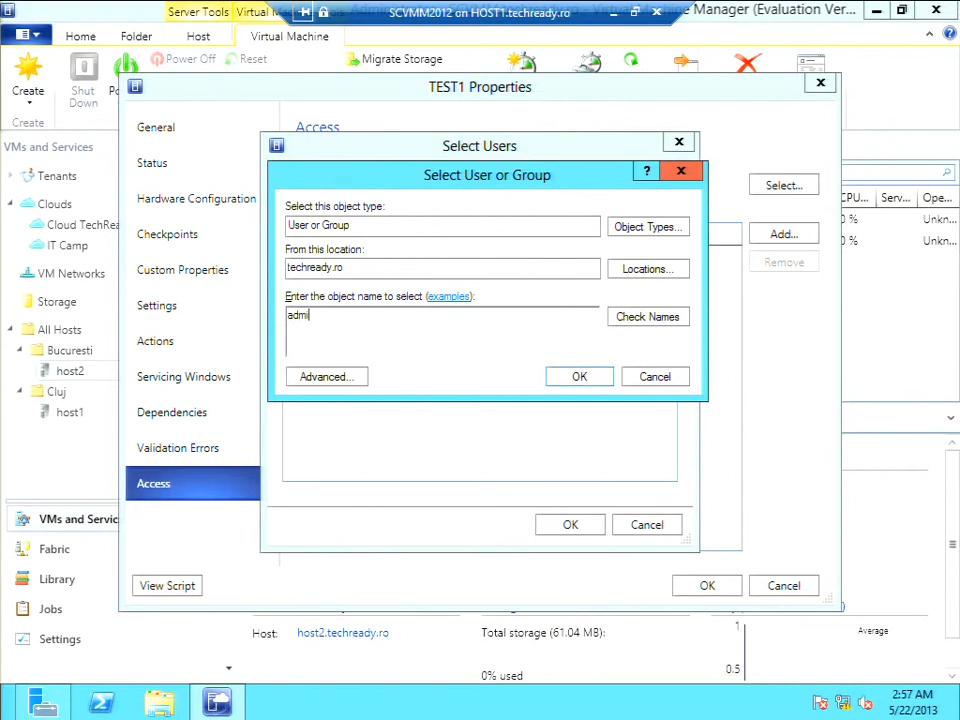 Server Tools Virtual M
SCVMM2012 on HOST1.techready.ro
Machine Manager (Evaluation Ver...
Home Folder Host Virtual Machine
Create
Shut Down
Power Off
Reset
Migrate Storage
Create
VMs and Services
Tenants
Clouds
Cloud TechRea
IT Camp
VM Networks
Storage
All Hosts
Bucuresti
host2
Cluj
host1
VMs and Servic
Fabric
Library
Jobs
Settings
TEST1 Properties
General
Status
Hardware Configuration
Checkpoints
Custom Properties
Settings
Actions
Servicing Windows
Dependencies
Validation Errors
Access
Access
Select...
Add...
Remove
View Script
OK
Cancel
Select Users
OK
Cancel
Select User or Group
?
Select this object type:
User or Group
Object Types...
From this location:
techready.ro
Locations...
Enter the object name to select (examples):
admi
Check Names
Advanced...
OK
Cancel
CPU... Serv... Ope...
0 % Unkn...
0 % Unkn...
Host: host2.techready.ro
Total storage (61.04 MB):
0% used
1
0.5
Average
2:57 AM
5/22/2013